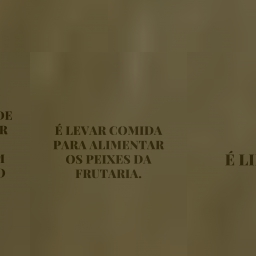 DE
R
M
O
É LEVAR COMIDA
PARA ALIMENTAR
OS PEIXES DA
FRUTARIA.
É LI